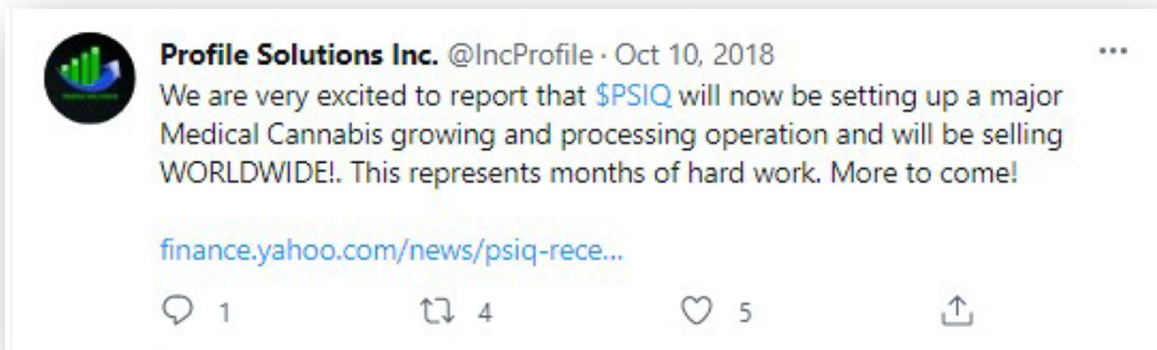 Profile Solutions Inc. @IncProfile · Oct 10, 2018
We are very excited to report that $PSIQ will now be setting up a major
Medical Cannabis growing and processing operation and will be selling
WORLDWIDE!. This represents months of hard work. More to come!
finance.yahoo.com/news/psiq-rece...
1 4 5